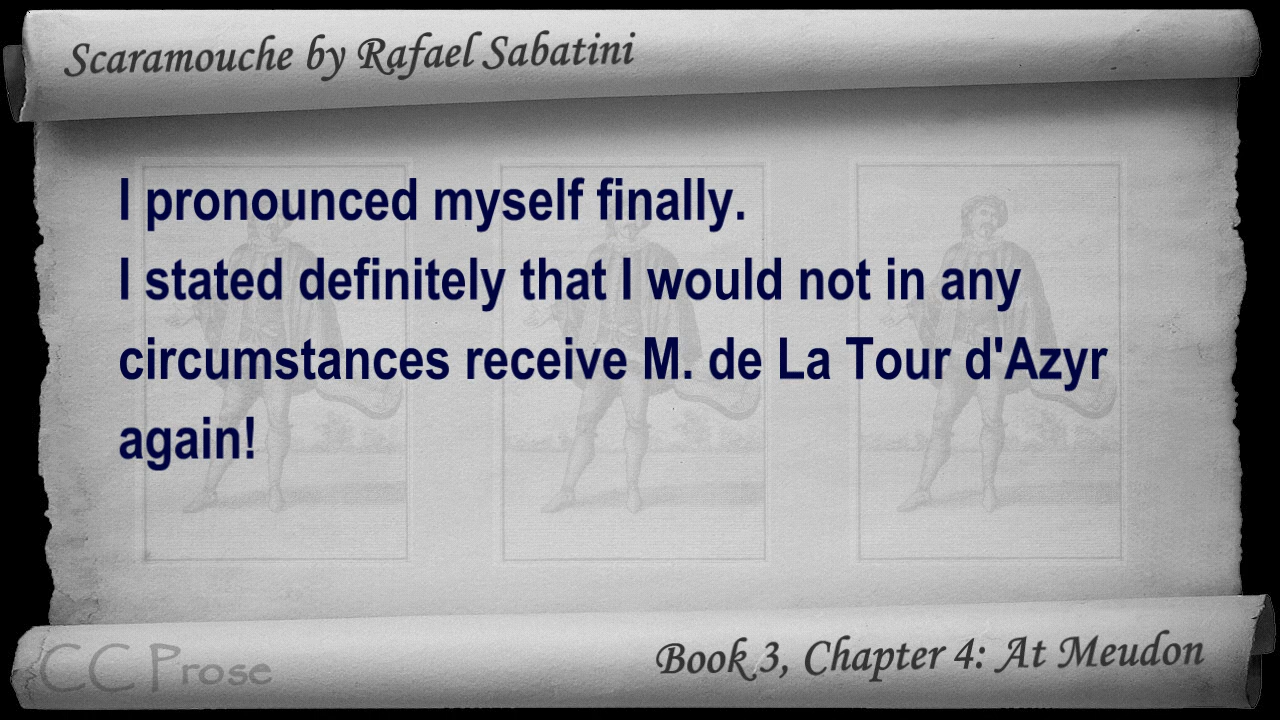 Scaramouche by Rafael Sabatini
I pronounced myself finally.
I stated definitely that I would not in any
circumstances receive M. de La Tour d'Azyr
again!
CC Prose
Book 3, Chapter 4: At Meudon